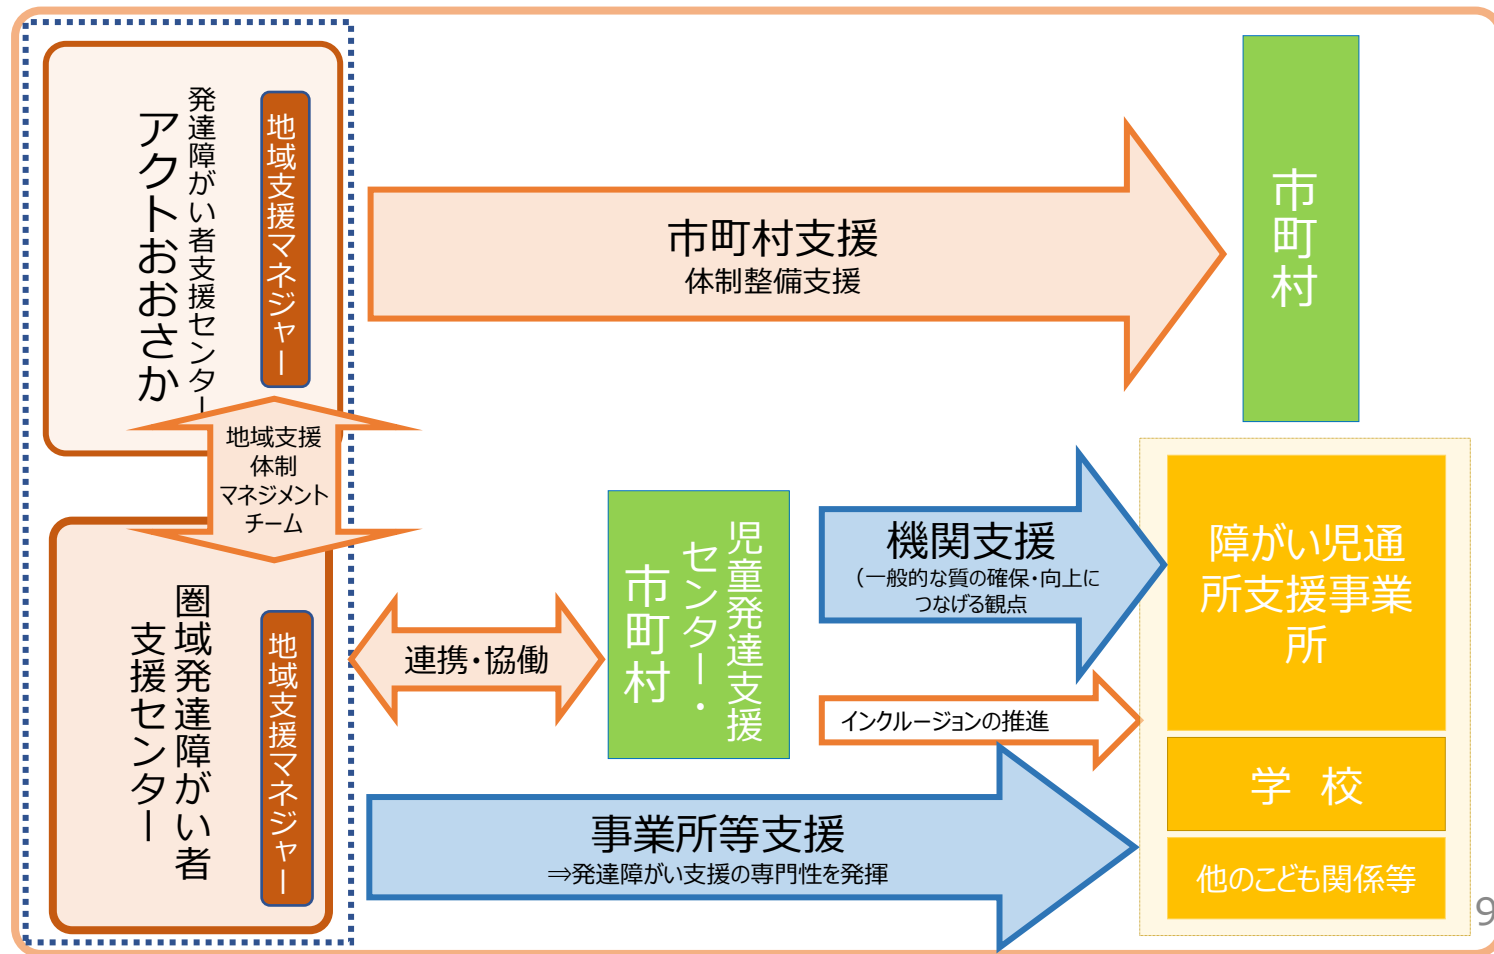 発達障がい者支援センター
アクトおおさか
地域支援マネジャー
市町村支援
体制整備支援
市町村
地域支援
体制
マネジメント
チーム
圏域発達障がい者
支援センター
地域支援マネジャー
連携・協働
児童発達支援
センター・
市町村
機関支援
（一般的な質の確保・向上に
つなげる観点
インクルージョンの推進
事業所等支援
⇒発達障がい支援の専門性を発揮
障がい児通
所支援事業
所
学 校
他のこども関係等
9